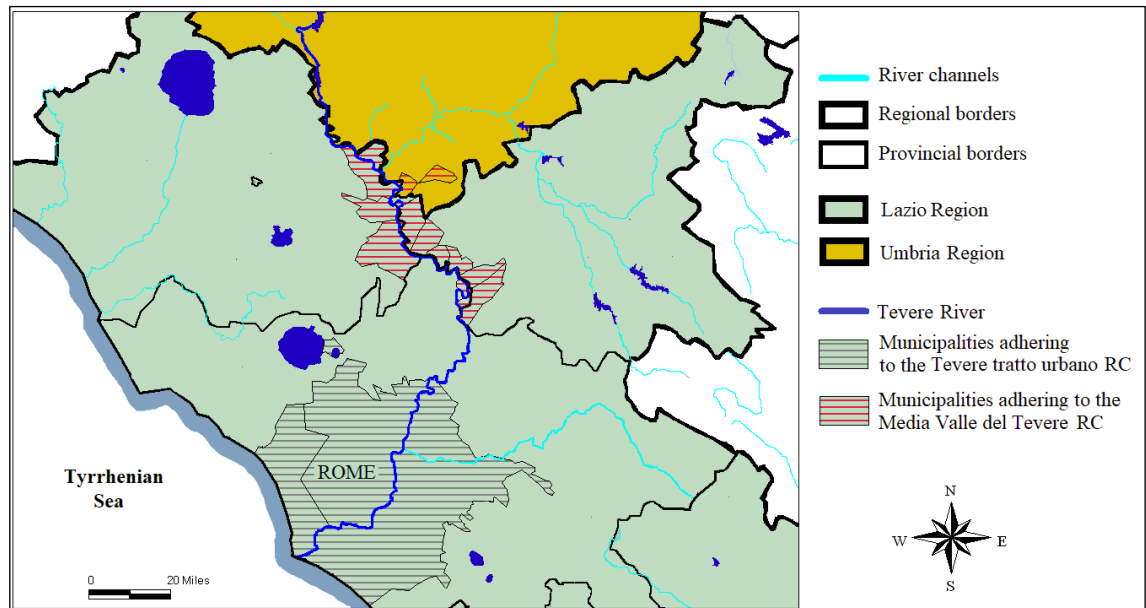 River channels
Regional borders
Provincial borders
Lazio Region
Umbria Region
Tevere River
Municipalities adhering
to the Tevere tratto urbano RC
Municipalities adhering to the
Media Valle del Tevere RC
ROME
Tyrrhenian
Sea
0 20 Miles
N
W E
S